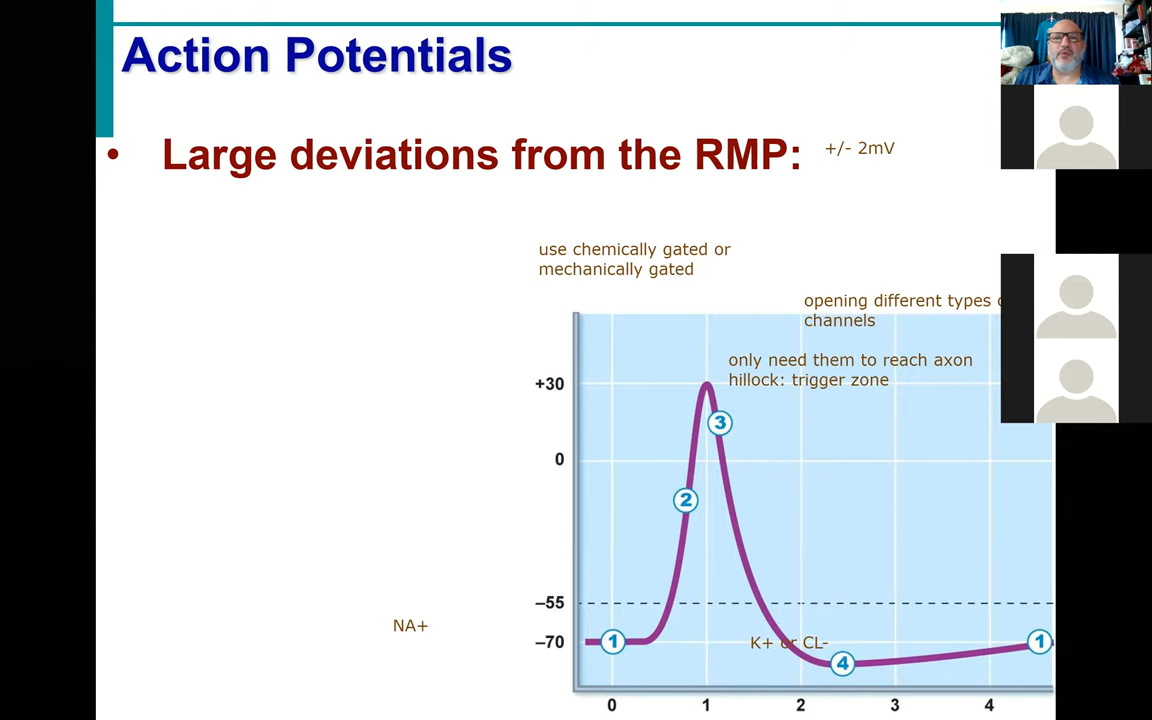 Action Potentials
• Large deviations from the RMP: +/- 2mV
use chemically gated or
mechanically gated
opening different types
channels
only need them to reach axon
hillock: trigger zone
+30
3
0
2
–55
NA+
–70
1
K+ or CL-
4
1
0 1 2 3 4